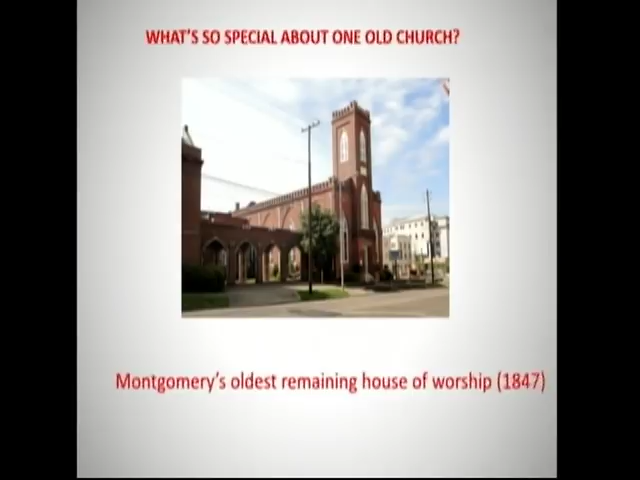 WHAT'S SO SPECIAL ABOUT ONE OLD CHURCH?
Montgomery's oldest remaining house of worship (1847)